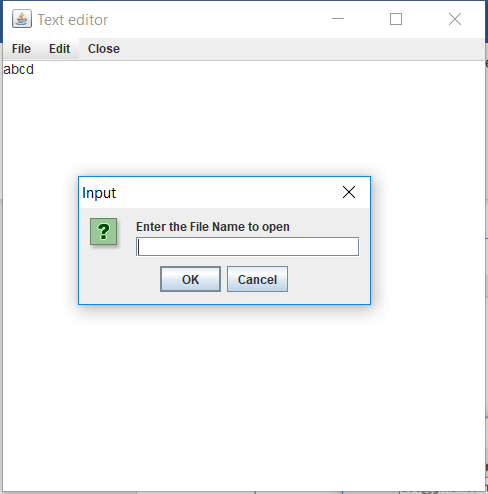 Text editor
File Edit Close
abcd
Input
?
Enter the File Name to open
OK Cancel